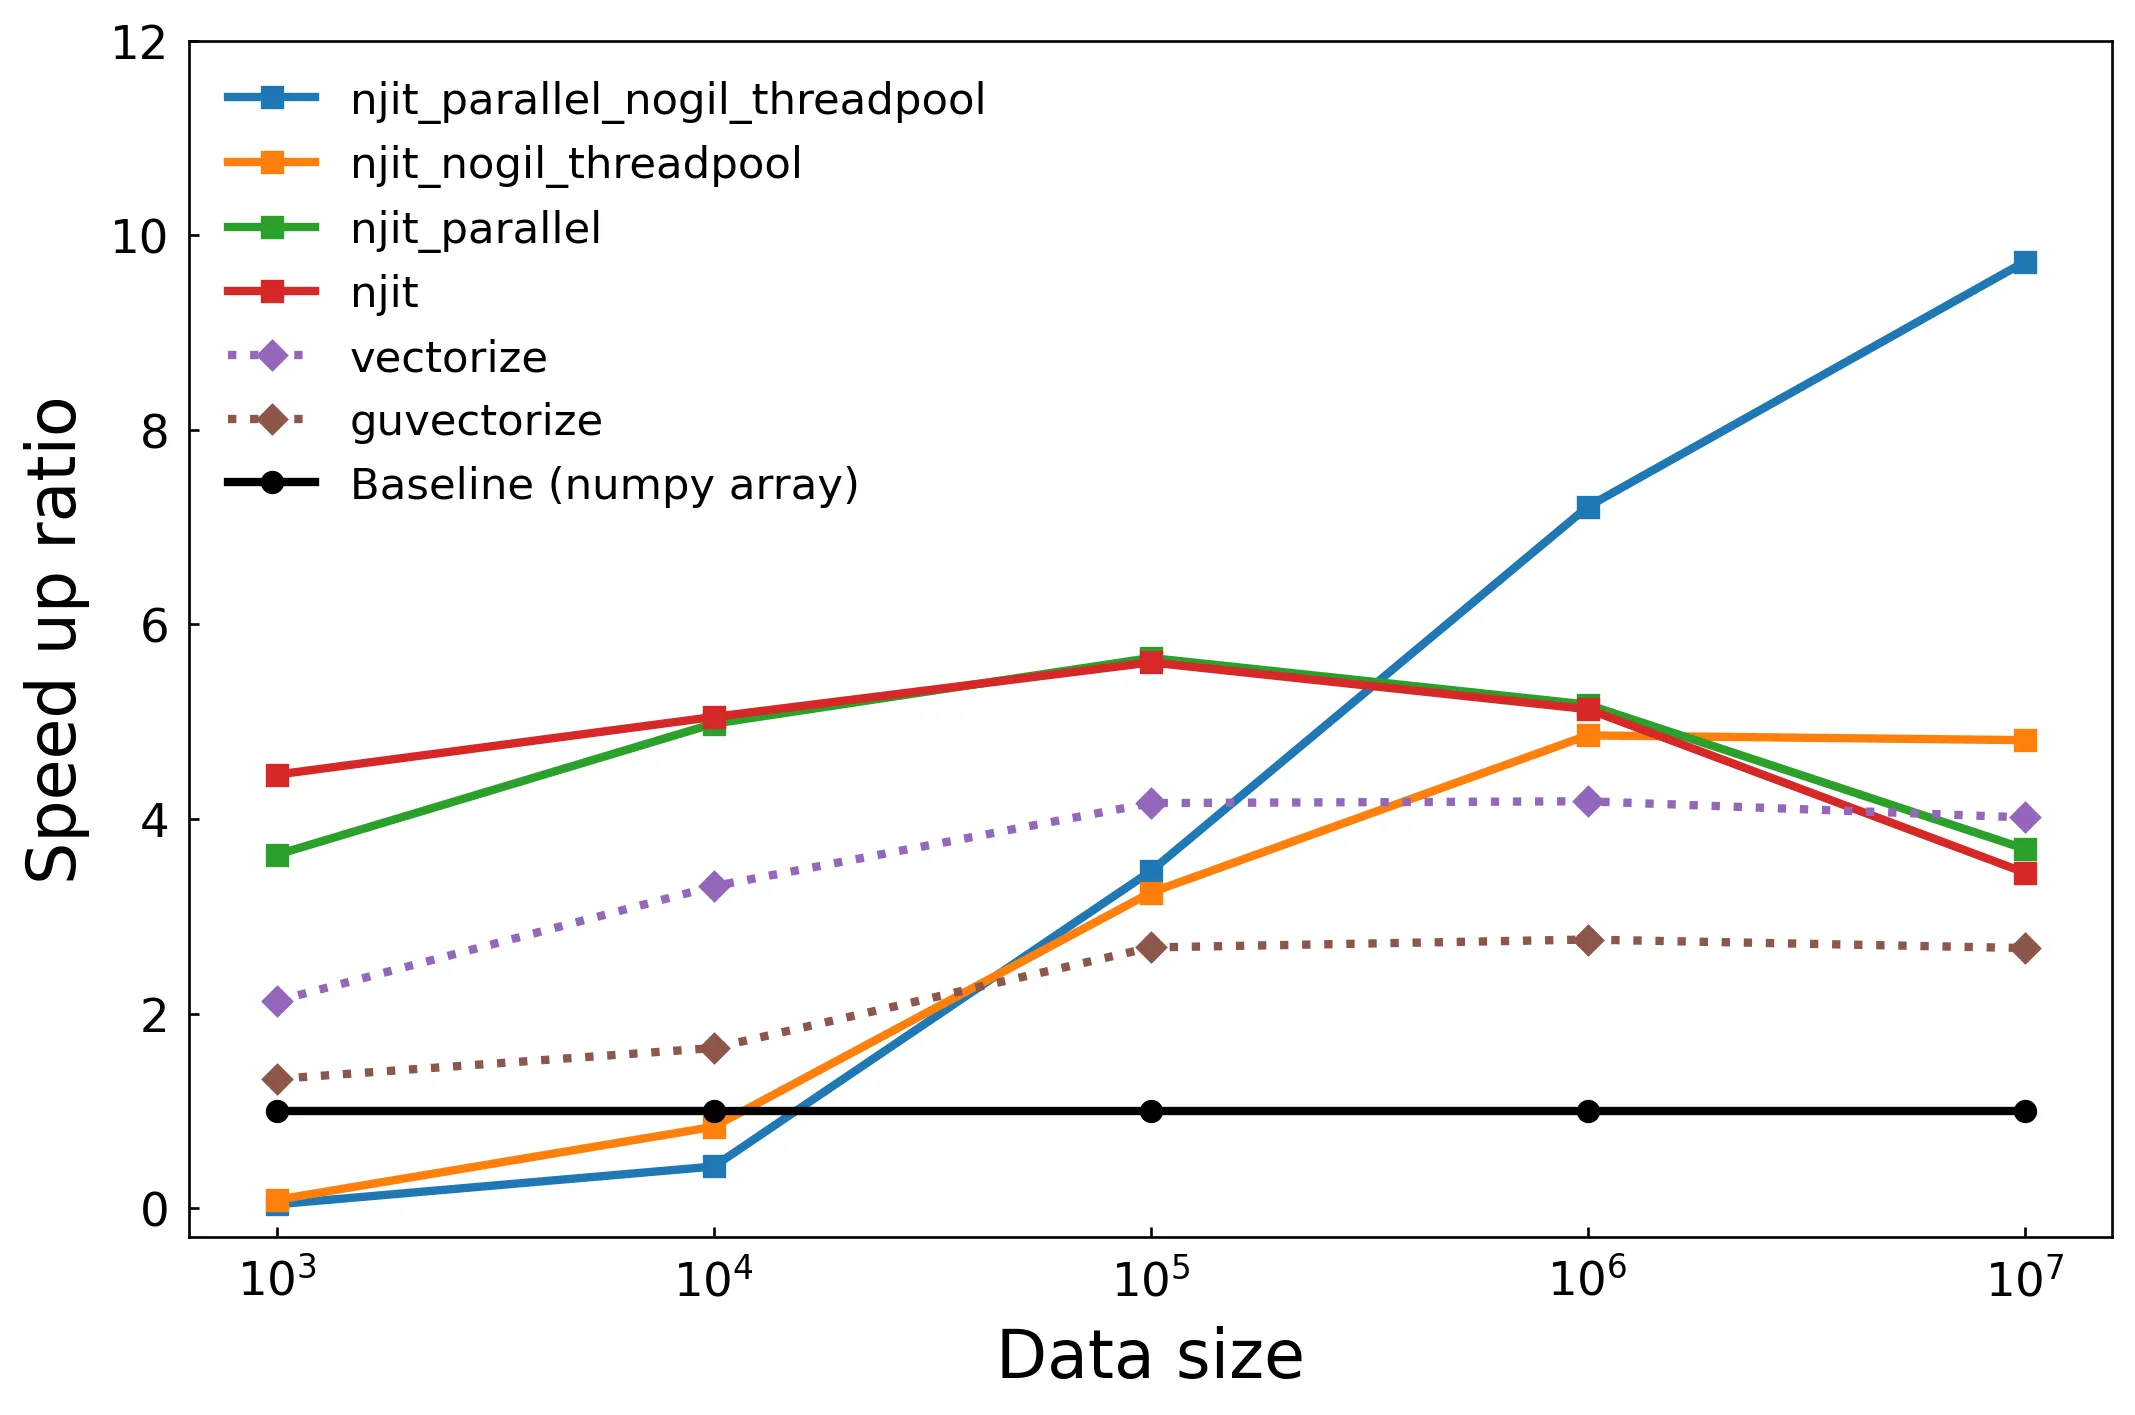 12
10
8
6
4
2
0
Speed up ratio
njit_parallel_nogil_threadpool
njit_nogil_threadpool
njit_parallel
njit
vectorize
guvectorize
Baseline (numpy array)
10³ 10⁴ 10⁵ 10⁶ 10⁷
Data size